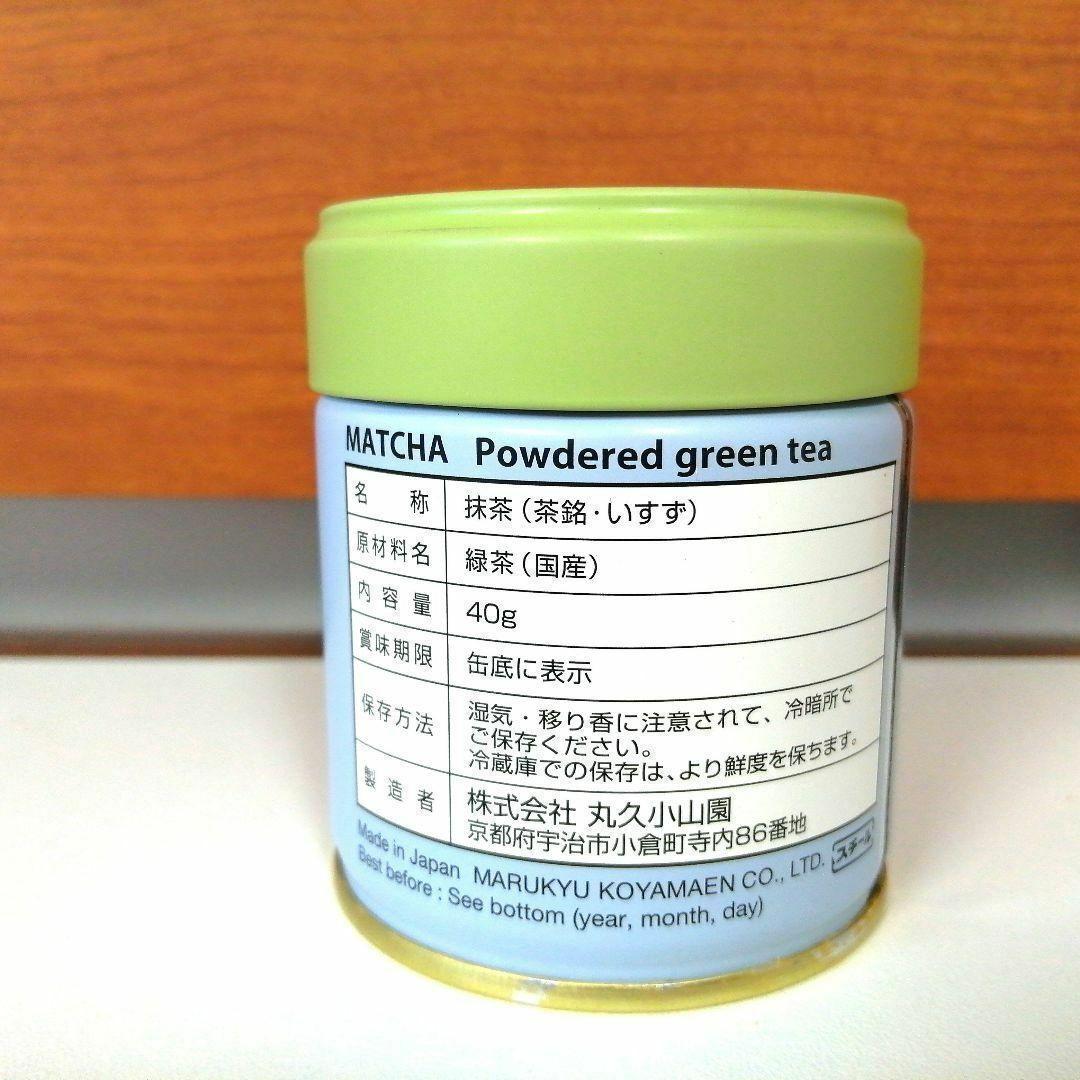 MATCHA Powdered green tea
名称 抹茶（茶銘・いすず）
原材料名 緑茶（国産）
内容量 40g
賞味期限 缶底に表示
保存方法 湿気・移り香に注意されて、冷暗所で
ご保存ください。
冷蔵庫での保存は、より鮮度を保ちます。
製造者 株式会社 丸久小山園
京都府宇治市小倉町寺内86番地
Made in Japan MARUKYU KOYAMAEN CO., LTD. スチール
Best before : See bottom (year, month, day)